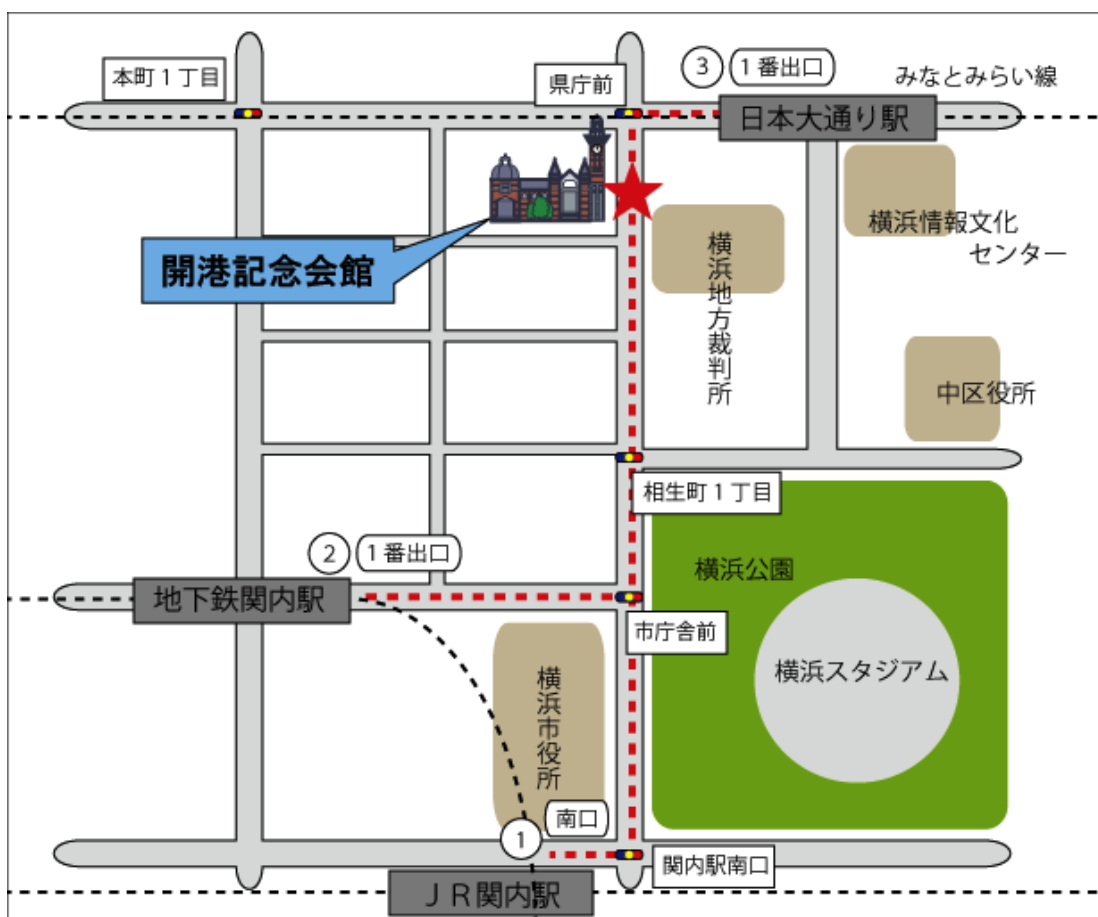 本町１丁目
県庁前
③
１番出口
みなとみらい線
日本大通り駅
開港記念会館
横浜地方裁判所
横浜情報文化
センター
中区役所
相生町１丁目
②
１番出口
地下鉄関内駅
市庁舎前
横浜公園
横浜スタジアム
横浜市役所
①
南口
関内駅南口
ＪＲ関内駅